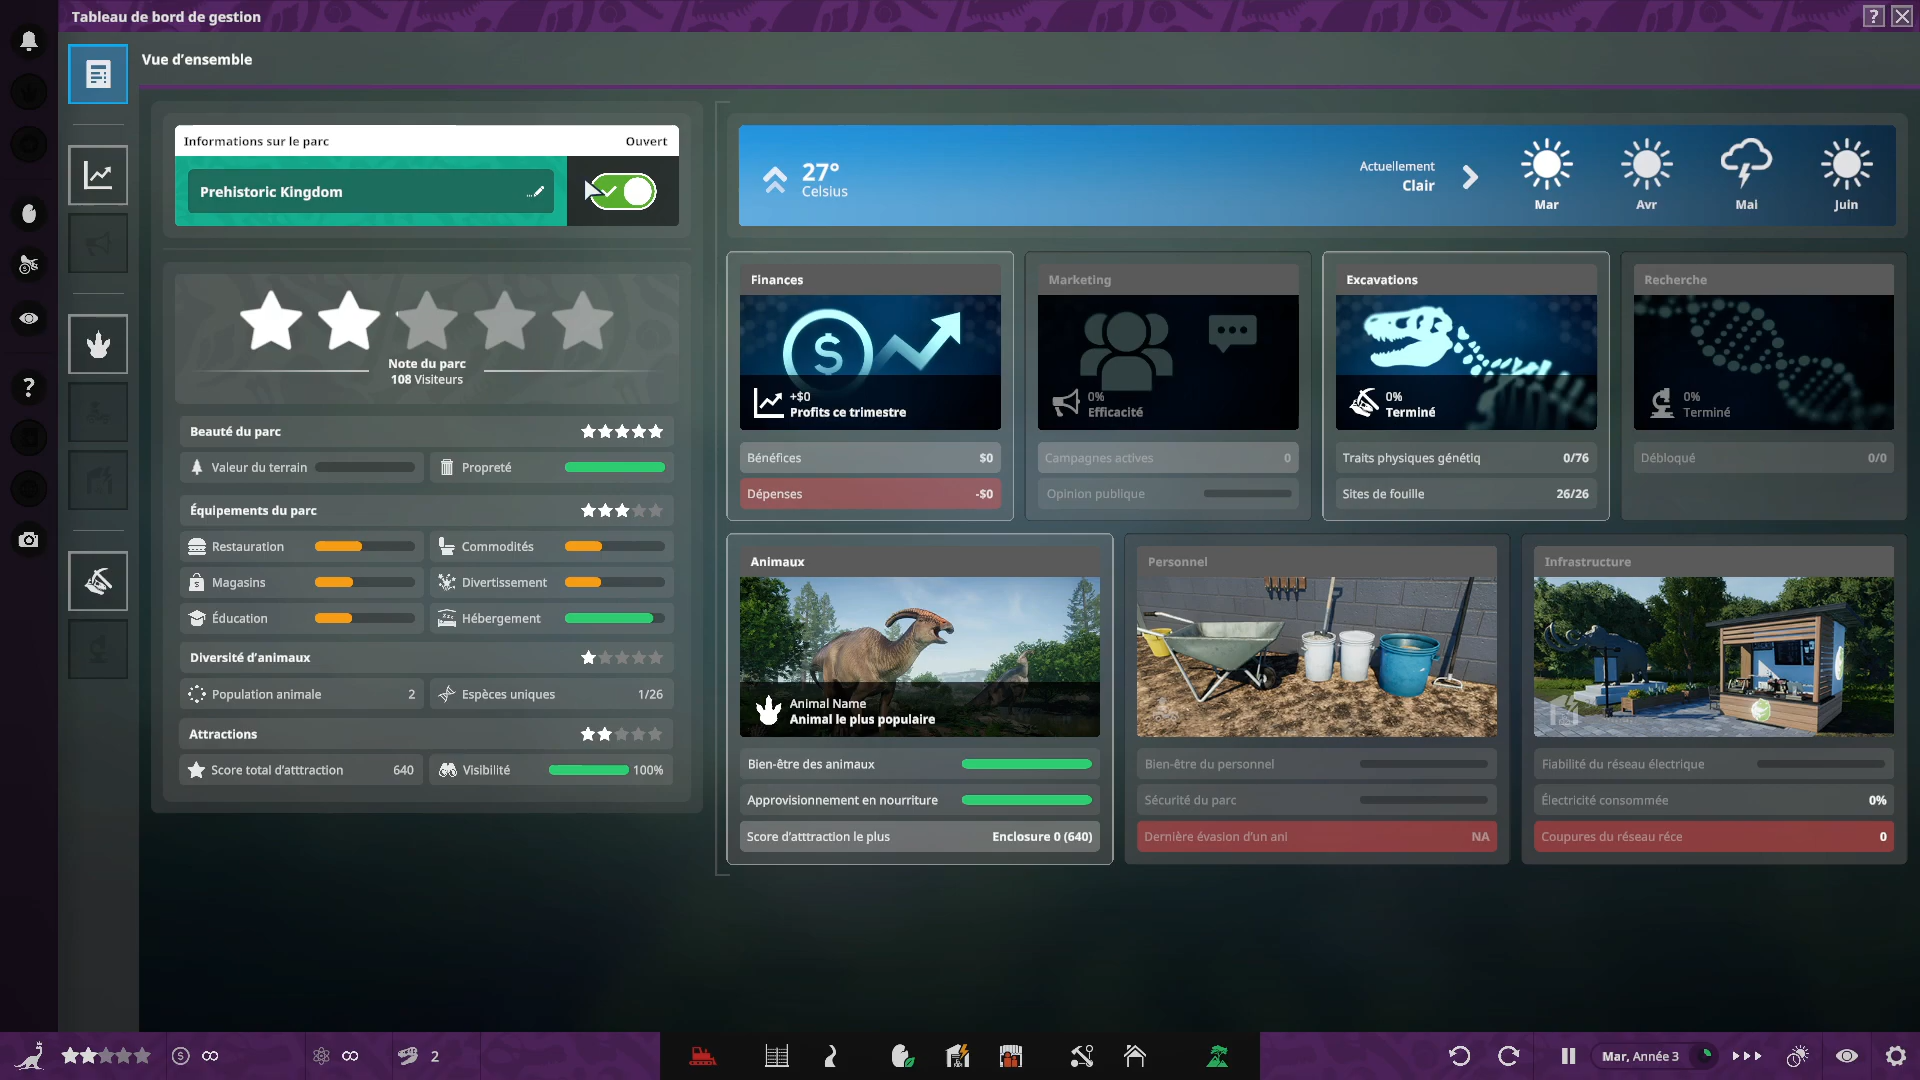 Tableau de bord de gestion
?
Vue d'ensemble
Informations sur le parc
Ouvert
Prehistoric Kingdom
Note du parc
108 Visiteurs
Beauté du parc
Valeur du terrain
Propreté
Équipements du parc
Restauration
Commodités
Magasins
Divertissement
Éducation
Hébergement
Diversité d'animaux
Population animale 2
Espèces uniques 1/26
Attractions
Score total d'atttraction 640
Visibilité 100%
27°
Celsius
Actuellement
Clair
Mar
Avr
Mai
Juin
Finances
+$0
Profits ce trimestre
Bénéfices $0
Dépenses -$0
Marketing
0%
Efficacité
Campagnes actives 0
Opinion publique
Excavations
0%
Terminé
Traits physiques génétiq 0/76
Sites de fouille 26/26
Recherche
0%
Terminé
Débloqué 0/0
Animaux
Animal Name
Animal le plus populaire
Bien-être des animaux
Approvisionnement en nourriture
Score d'atttraction le plus Enclosure 0 (640)
Personnel
Bien-être du personnel
Sécurité du parc
Dernière évasion d'un ani NA
Infrastructure
Fiabilité du réseau électrique
Électricité consommée 0%
Coupures du réseau réce 0
∞
∞
2
Mar, Année 3